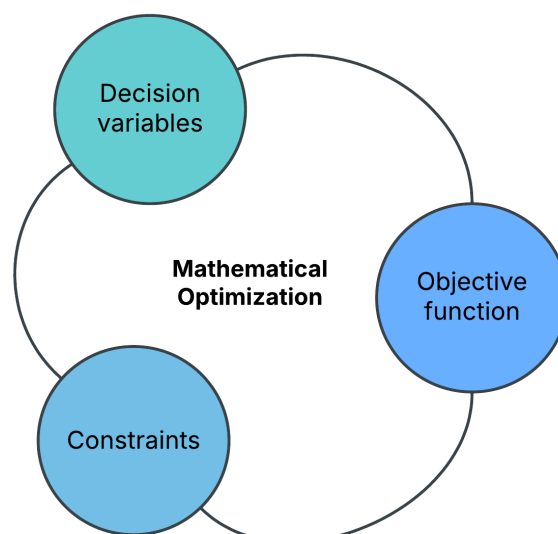 Decision
variables
Mathematical
Optimization
Objective
function
Constraints